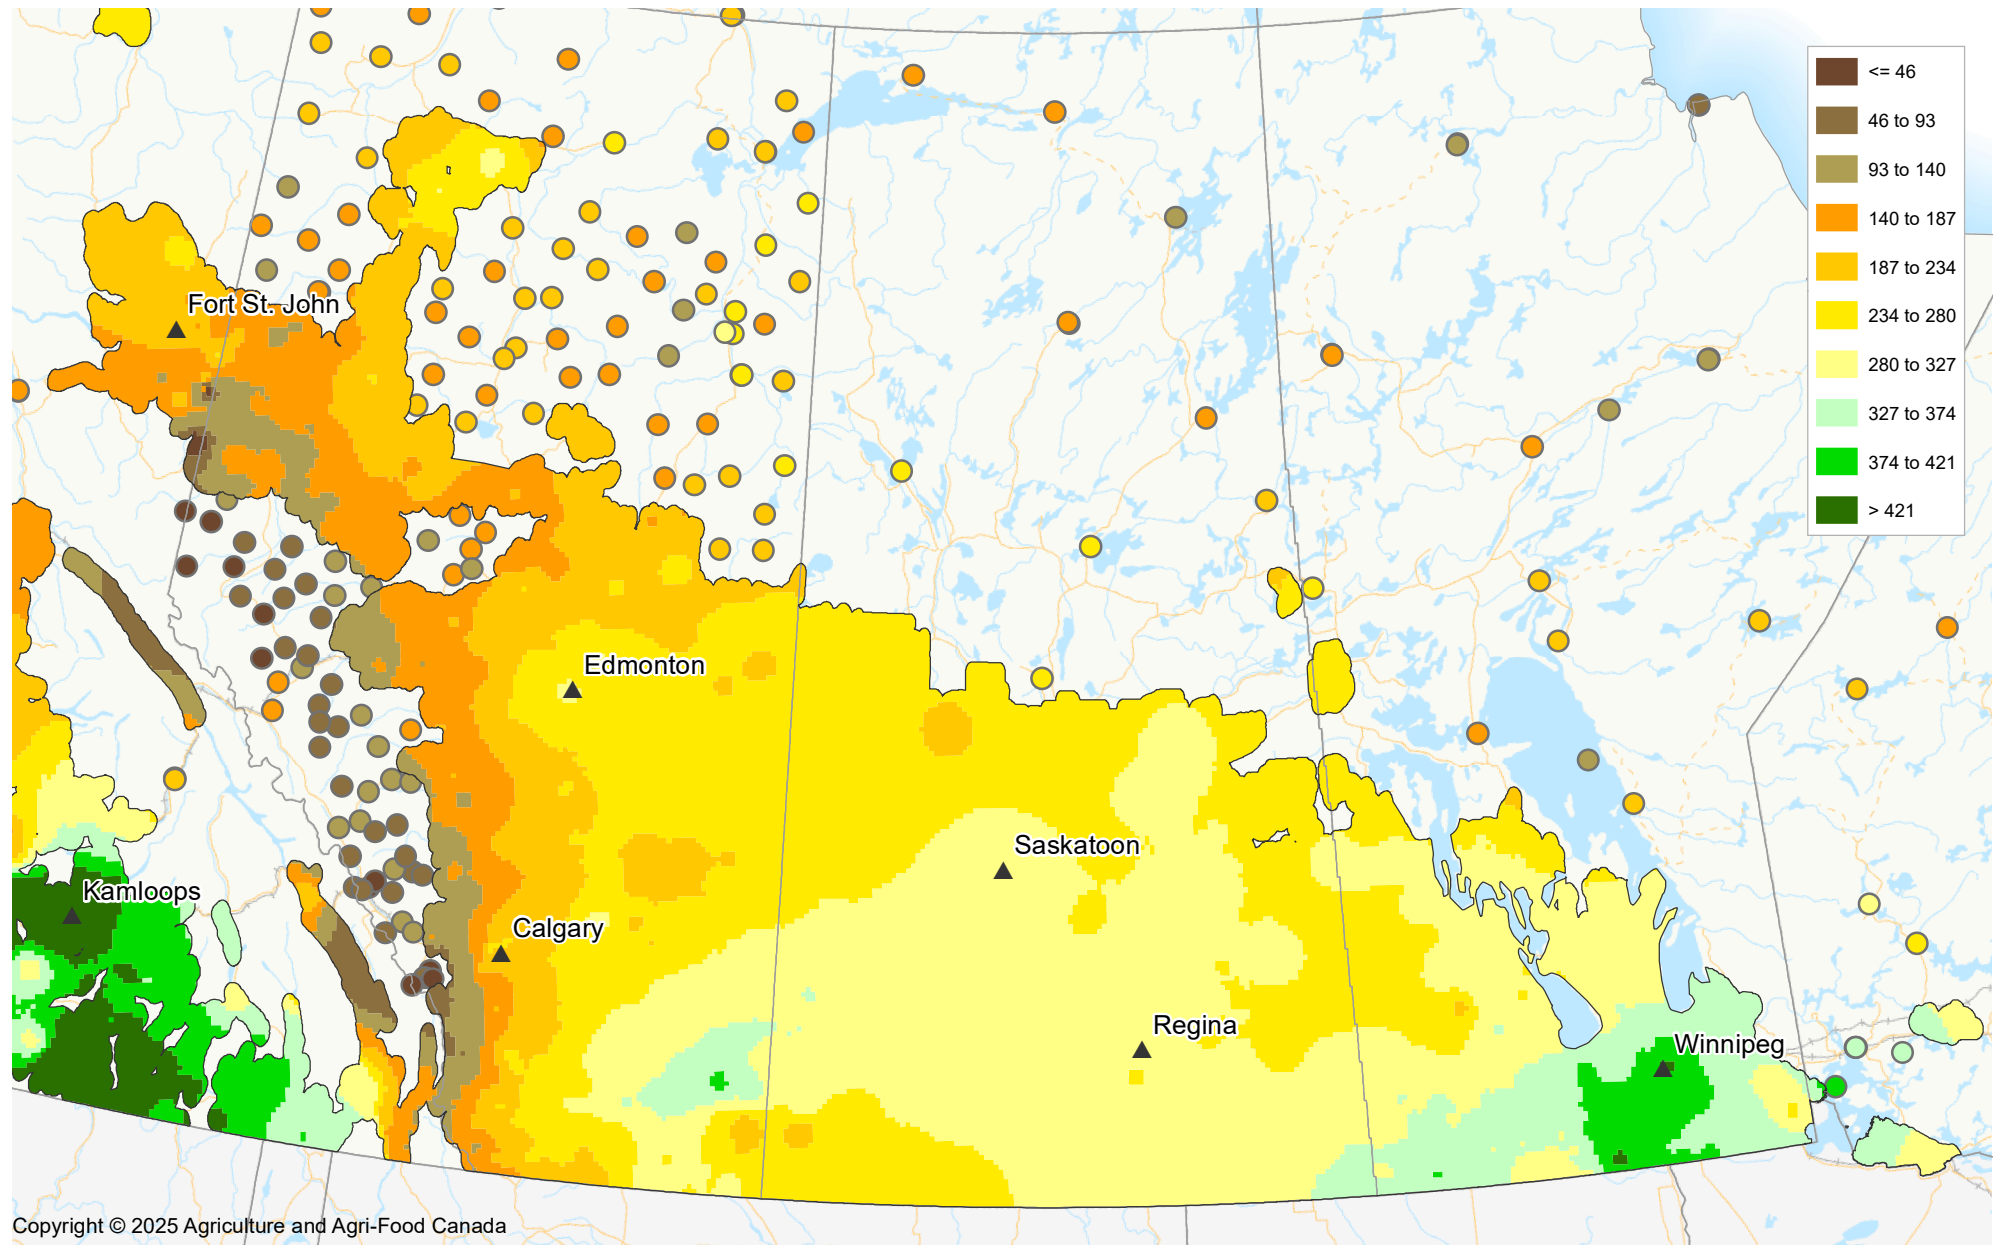 <= 46
46 to 93
93 to 140
140 to 187
187 to 234
234 to 280
280 to 327
327 to 374
374 to 421
> 421
Fort St. John
Edmonton
Saskatoon
Kamloops
Calgary
Regina
Winnipeg
Copyright © 2025 Agriculture and Agri-Food Canada